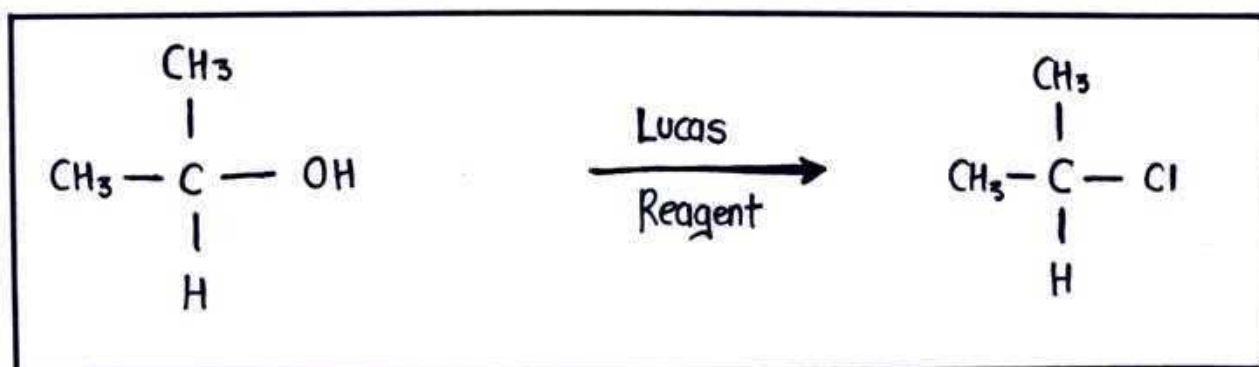 CH₃
|
CH₃ — C — OH
|
H
Lucas
Reagent
CH₃
|
CH₃ — C — Cl
|
H